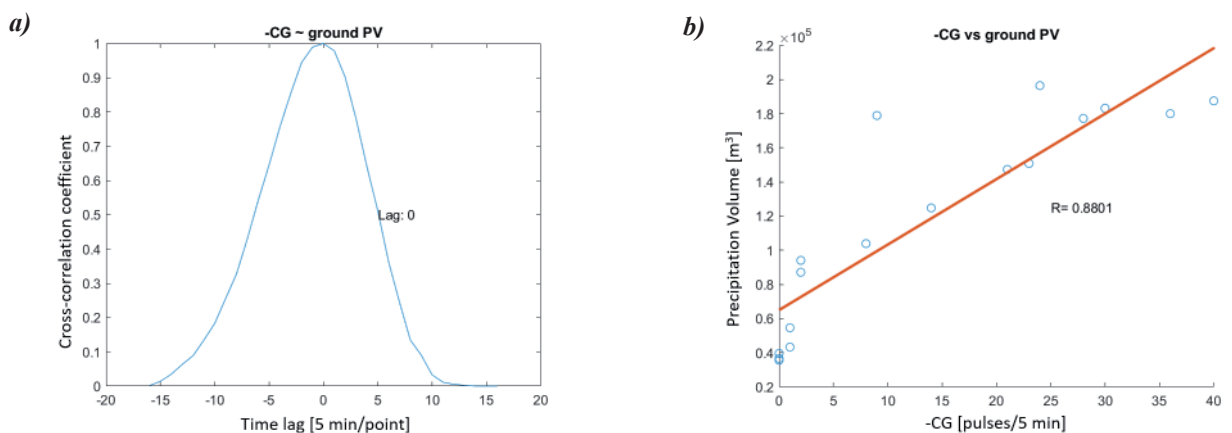 a)
-CG ~ ground PV
1
0.9
0.8
0.7
0.6
0.5
0.4
0.3
0.2
0.1
0
Cross-correlation coefficient
Lag: 0
-20 -15 -10 -5 0 5 10 15 20
Time lag [5 min/point]
b)
-CG vs ground PV
×10⁵
2.2
2
1.8
1.6
1.4
1.2
1
0.8
0.6
0.4
0.2
Precipitation Volume [m³]
R= 0.8801
0 5 10 15 20 25 30 35 40
-CG [pulses/5 min]